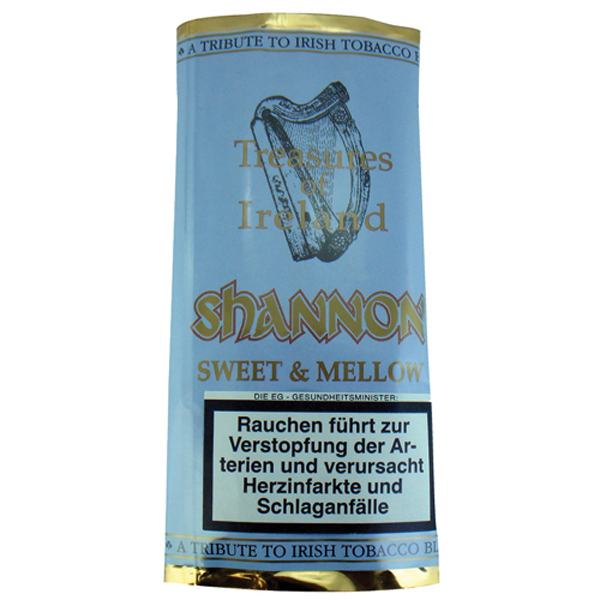 A TRIBUTE TO IRISH TOBACCO
Treasures
of
Ireland
SHANNON
SWEET & MELLOW
DIE EG - GESUNDHEITSMINISTER:
Rauchen führt zur
Verstopfung der Ar-
terien und verursacht
Herzinfarkte und
Schlaganfälle
A TRIBUTE TO IRISH TOBACCO BL